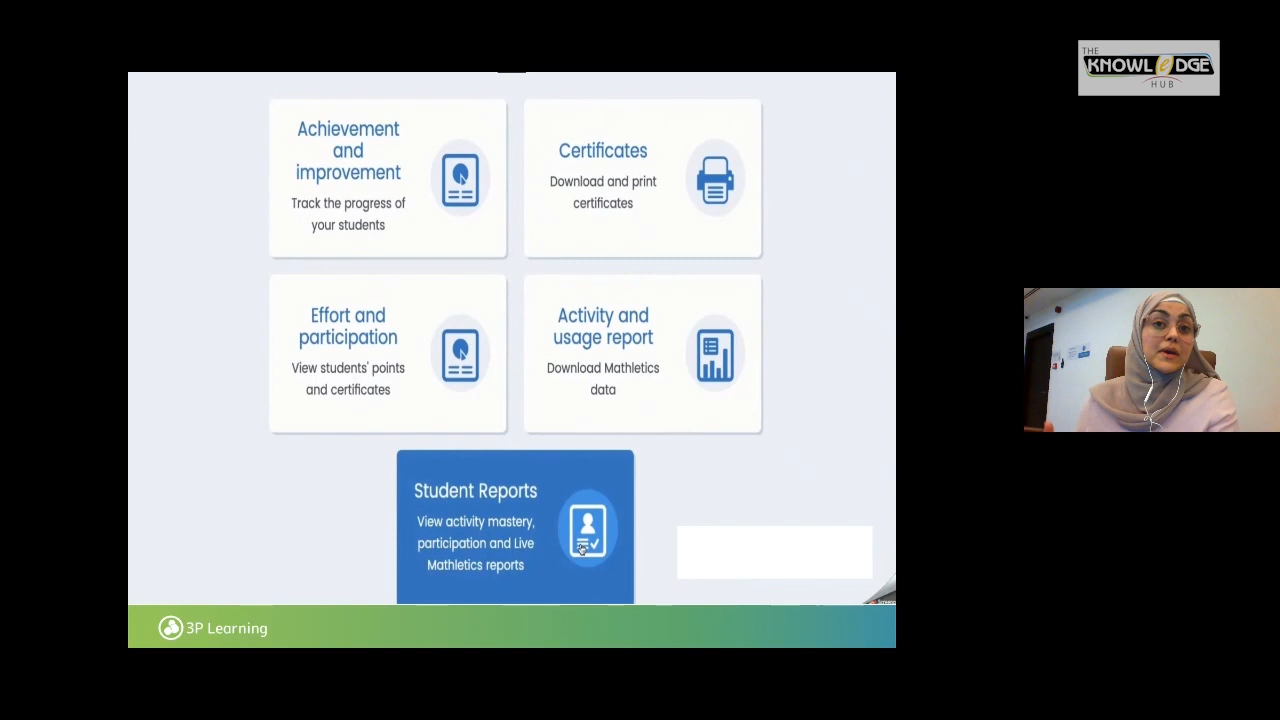 THE
KNOWLEDGE
HUB
Achievement
and
improvement
Track the progress of
your students
Certificates
Download and print
certificates
Effort and
participation
View students' points
and certificates
Activity and
usage report
Download Mathletics
data
Student Reports
View activity mastery,
participation and Live
Mathletics reports
3P Learning